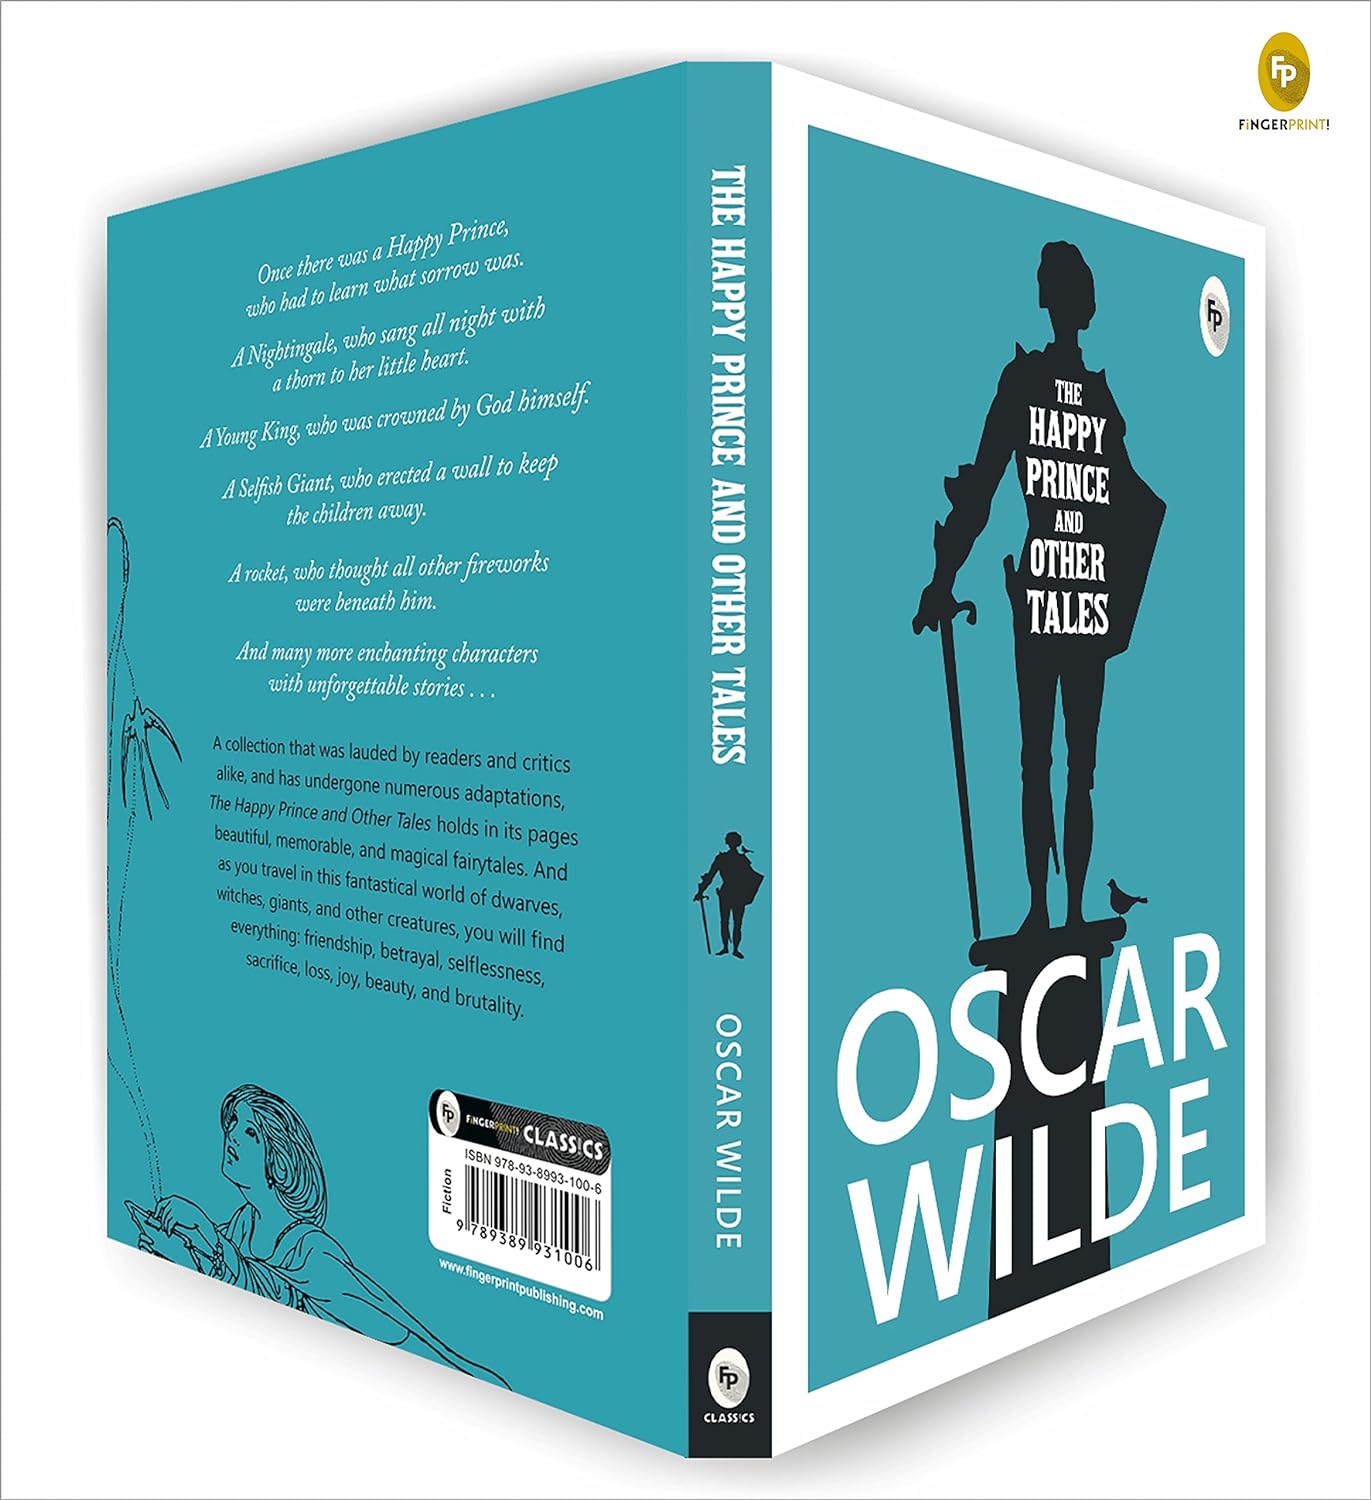 FP
FiNGERPRINT!
Once there was a Happy Prince,
who had to learn what sorrow was.
A Nightingale, who sang all night with
a thorn to her little heart.
A Young King, who was crowned by God himself.
A Selfish Giant, who erected a wall to keep
the children away.
A rocket, who thought all other fireworks
were beneath him.
And many more enchanting characters
with unforgettable stories . . .
A collection that was lauded by readers and critics
alike, and has undergone numerous adaptations,
The Happy Prince and Other Tales holds in its pages
beautiful, memorable, and magical fairytales. And
as you travel in this fantastical world of dwarves,
witches, giants, and other creatures, you will find
everything: friendship, betrayal, selflessness,
sacrifice, loss, joy, beauty, and brutality.
FP FiNGERPRINT! CLASS!CS
ISBN 978-93-8993-100-6
Fiction
9 789389 931006
www.fingerprintpublishing.com
THE HAPPY PRINCE AND OTHER TALES
OSCAR WILDE
FP
CLASS!CS
FP
THE
HAPPY
PRINCE
AND
OTHER
TALES
OSCAR
WILDE